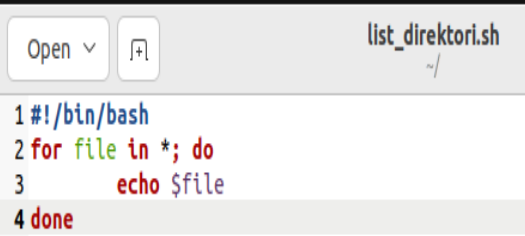 Open
list_direktori.sh
~/
1 #!/bin/bash
2 for file in *; do
3 echo $file
4 done